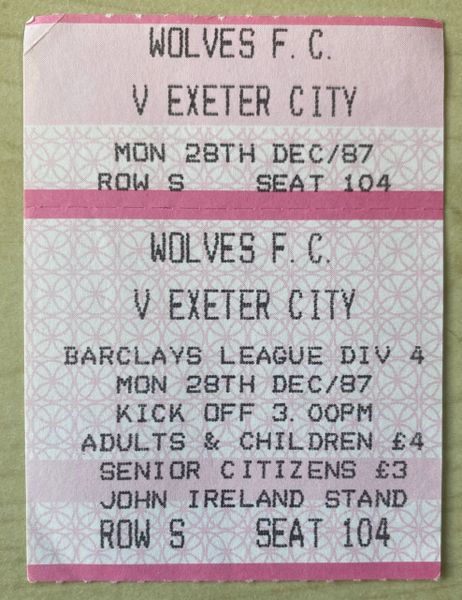 WOLVES F.C.
V EXETER CITY
MON 28TH DEC/87
ROW S SEAT 104
WOLVES F.C.
V EXETER CITY
BARCLAYS LEAGUE DIV 4
MON 28TH DEC/87
KICK OFF 3.00PM
ADULTS & CHILDREN £4
SENIOR CITIZENS £3
JOHN IRELAND STAND
ROW S SEAT 104